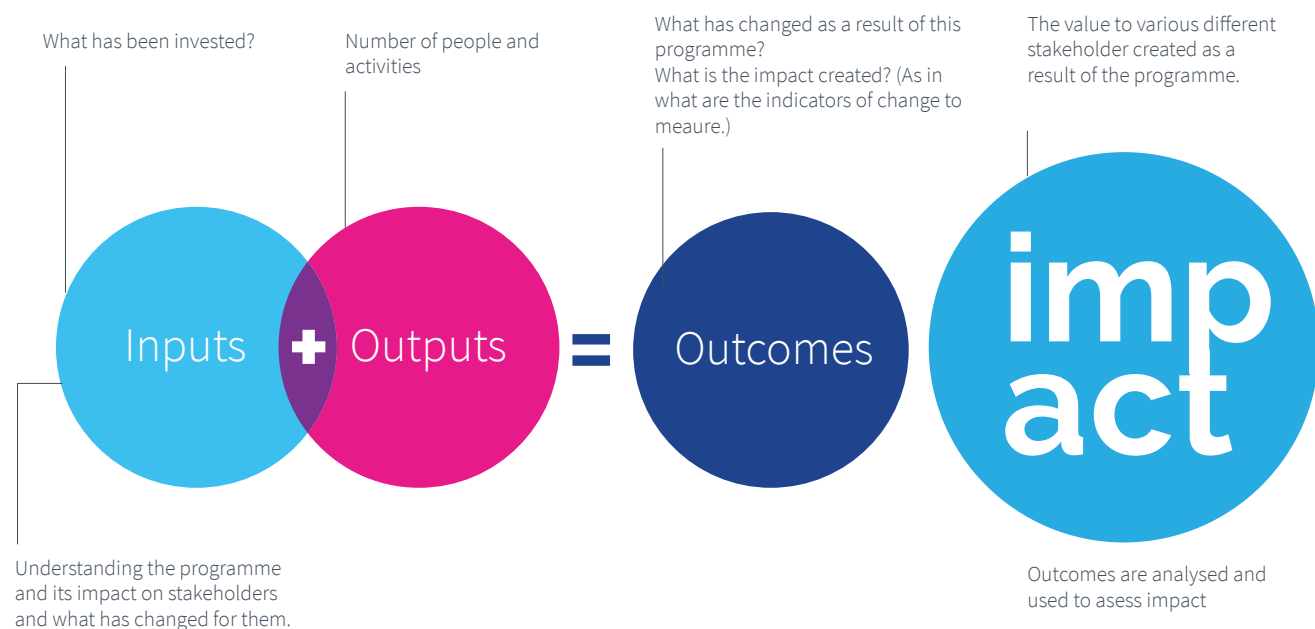 What has been invested?
Number of people and
activities
What has changed as a result of this
programme?
What is the impact created? (As in
what are the indicators of change to
meaure.)
The value to various different
stakeholder created as a
result of the programme.
Inputs
+
Outputs
=
Outcomes
imp
act
Understanding the programme
and its impact on stakeholders
and what has changed for them.
Outcomes are analysed and
used to asess impact